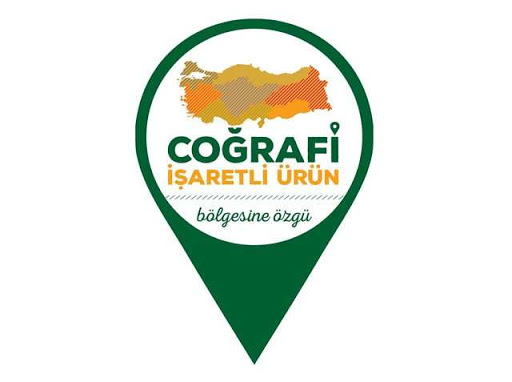 COĞRAFİ
İŞARETLİ ÜRÜN
bölgesine özgü